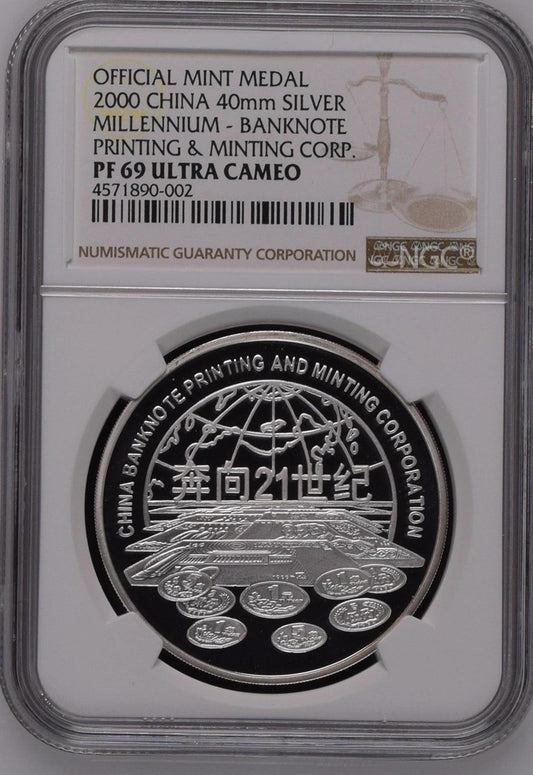 OFFICIAL MINT MEDAL
2000 CHINA 40mm SILVER
MILLENNIUM - BANKNOTE
PRINTING & MINTING CORP.
PF 69 ULTRA CAMEO
4571890-002
NUMISMATIC GUARANTY CORPORATION
NGC®
CHINA BANKNOTE PRINTING AND MINTING CORPORATION
奔向21世纪